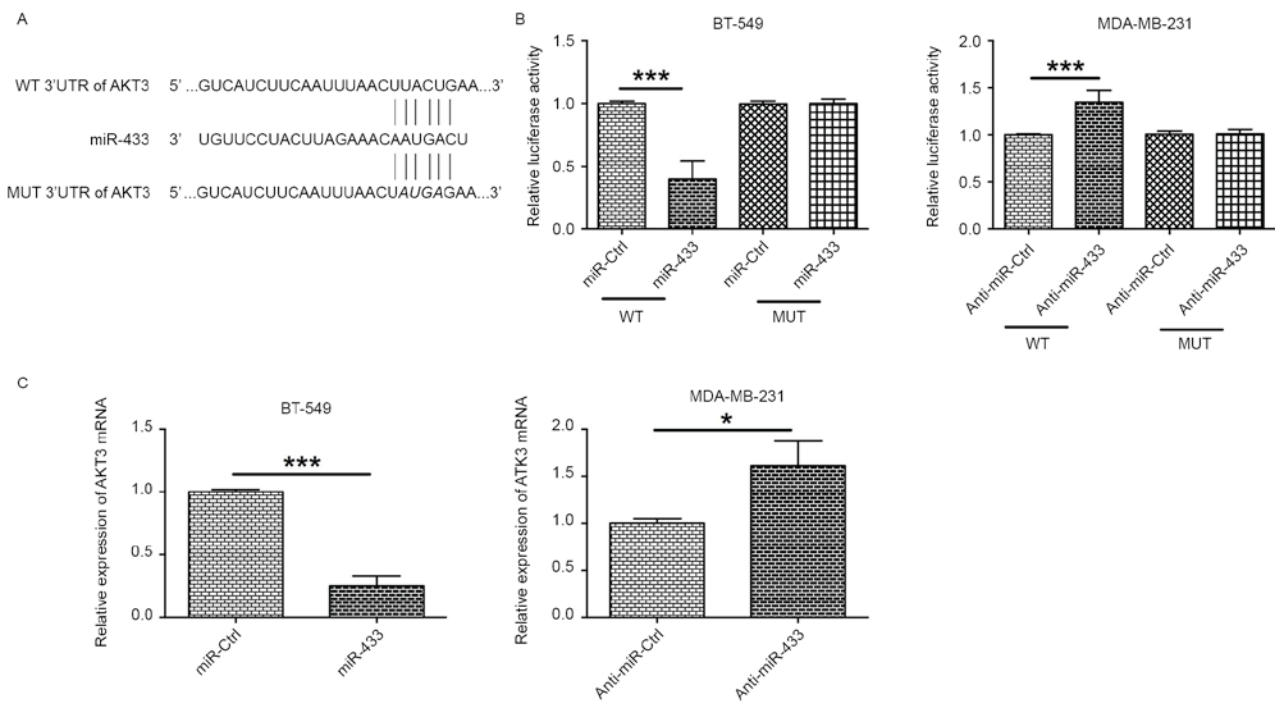 A
WT 3'UTR of AKT3 5' ...GUCAUCUUCAAUUUAACUUACUGAA...3'
miR-433 3' UGUUCCUACUUAGAAACAAUGACU
MUT 3'UTR of AKT3 5'...GUCAUCUUCAAUUUAACUAUGAGAA...3'
B
BT-549
Relative luciferase activity
1.5
1.0
0.5
0.0
***
miR-Ctrl
miR-433
miR-Ctrl
miR-433
WT
MUT
MDA-MB-231
Relative luciferase activity
2.0
1.5
1.0
0.5
0.0
***
Anti-miR-Ctrl
Anti-miR-433
Anti-miR-Ctrl
Anti-miR-433
WT
MUT
C
BT-549
Relative expression of AKT3 mRNA
1.5
1.0
0.5
0.0
***
miR-Ctrl
miR-433
MDA-MB-231
Relative expression of ATK3 mRNA
2.0
1.5
1.0
0.5
0.0
*
Anti-miR-Ctrl
Anti-miR-433